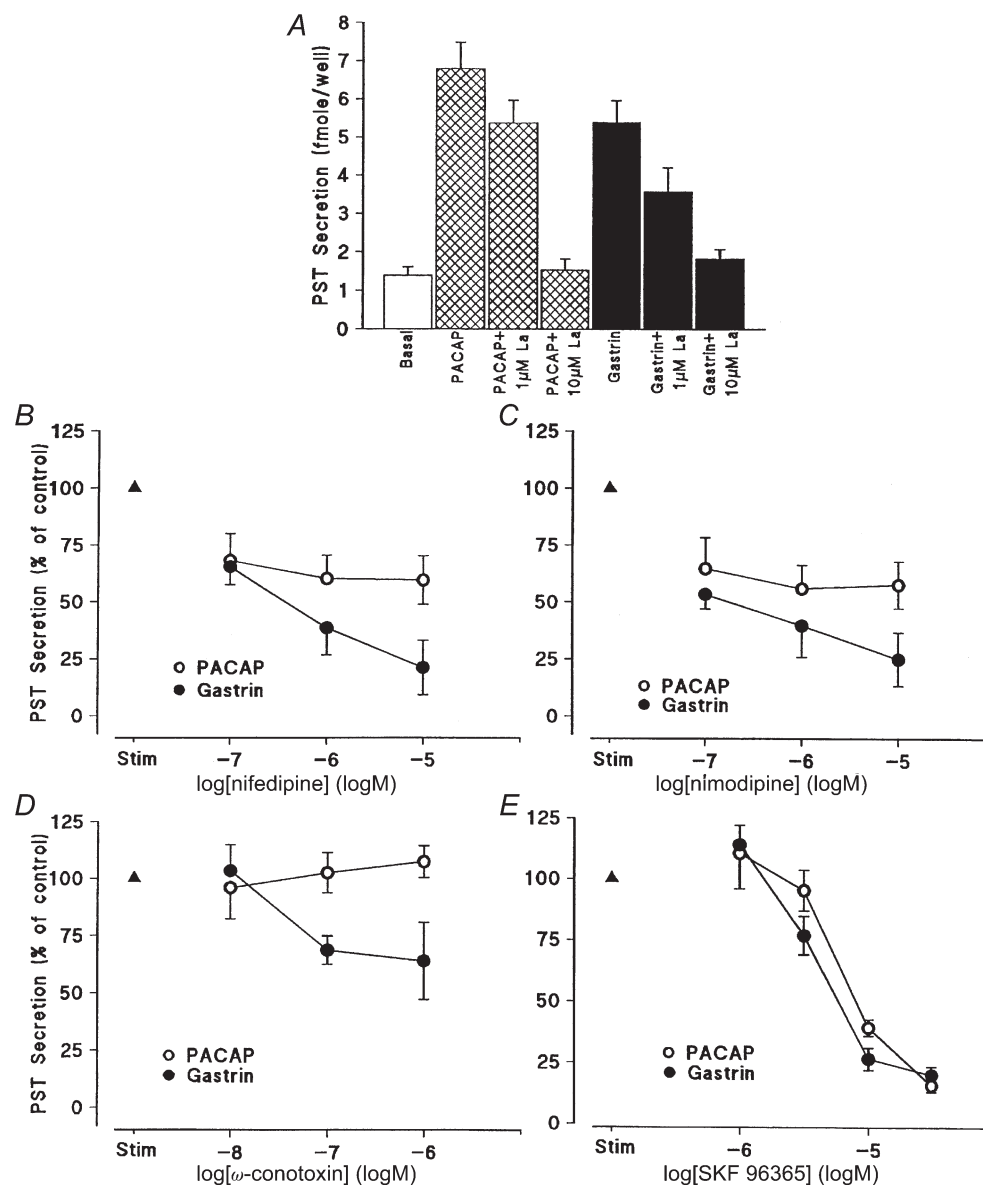 A
PST Secretion (fmole/well)
8
7
6
5
4
3
2
1
0
Basal
PACAP
PACAP+
1μM La
PACAP+
10μM La
Gastrin
Gastrin+
1μM La
Gastrin+
10μM La
B
PST Secretion (% of control)
125
100
75
50
25
0
PACAP
Gastrin
Stim
−7
−6
−5
log[nifedipine] (logM)
C
125
100
75
50
25
0
PACAP
Gastrin
Stim
−7
−6
−5
log[nimodipine] (logM)
D
PST Secretion (% of control)
125
100
75
50
25
0
PACAP
Gastrin
Stim
−8
−7
−6
log[ω-conotoxin] (logM)
E
125
100
75
50
25
0
PACAP
Gastrin
Stim
−6
−5
log[SKF 96365] (logM)